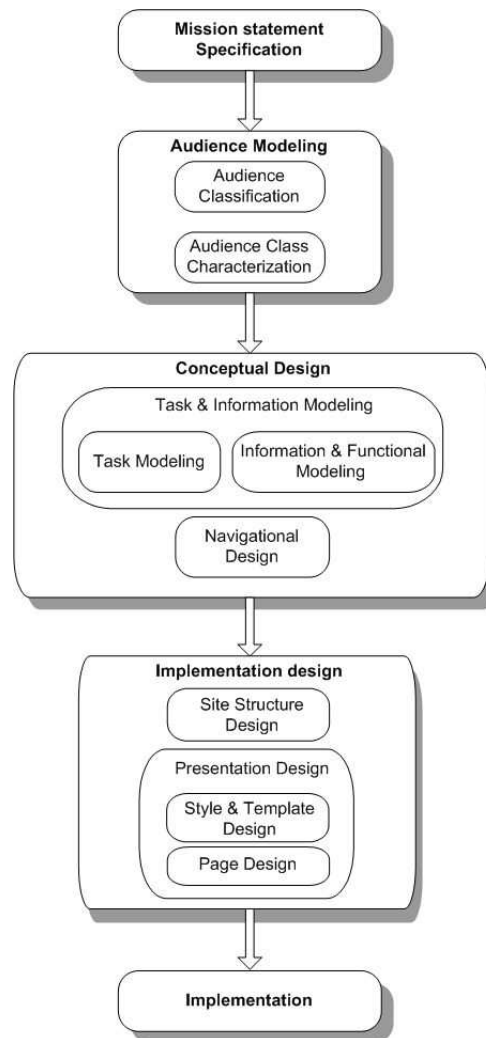 Mission statement
Specification
Audience Modeling
Audience
Classification
Audience Class
Characterization
Conceptual Design
Task & Information Modeling
Task Modeling
Information & Functional
Modeling
Navigational
Design
Implementation design
Site Structure
Design
Presentation Design
Style & Template
Design
Page Design
Implementation